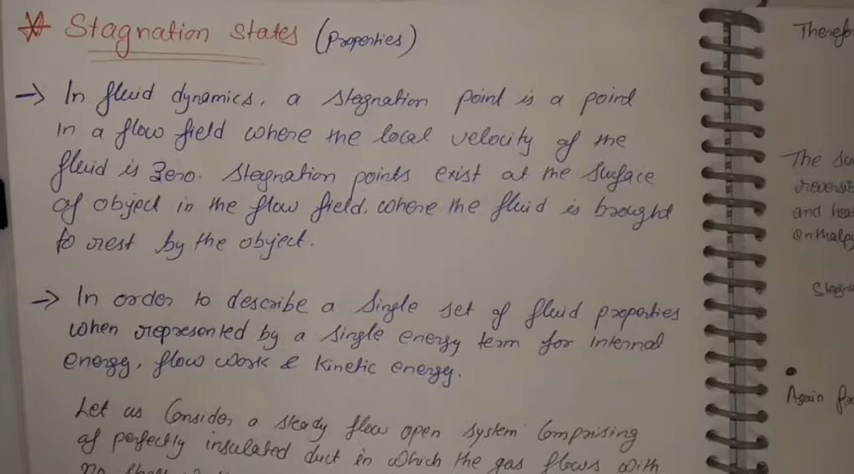 Stagnation States (Properties)
→ In fluid dynamics, a stagnation point is a point
in a flow field where the local velocity of the
fluid is Zero. Stagnation points exist at the surface
of object in the flow field, where the fluid is brought
to rest by the object.
→ In order to describe a single set of fluid properties
when represented by a single energy term for internal
energy, flow work & kinetic energy.
Let us Consider a steady flow open system Comprising
of perfectly insulated duct in which the gas flows with
no
The
and
Again